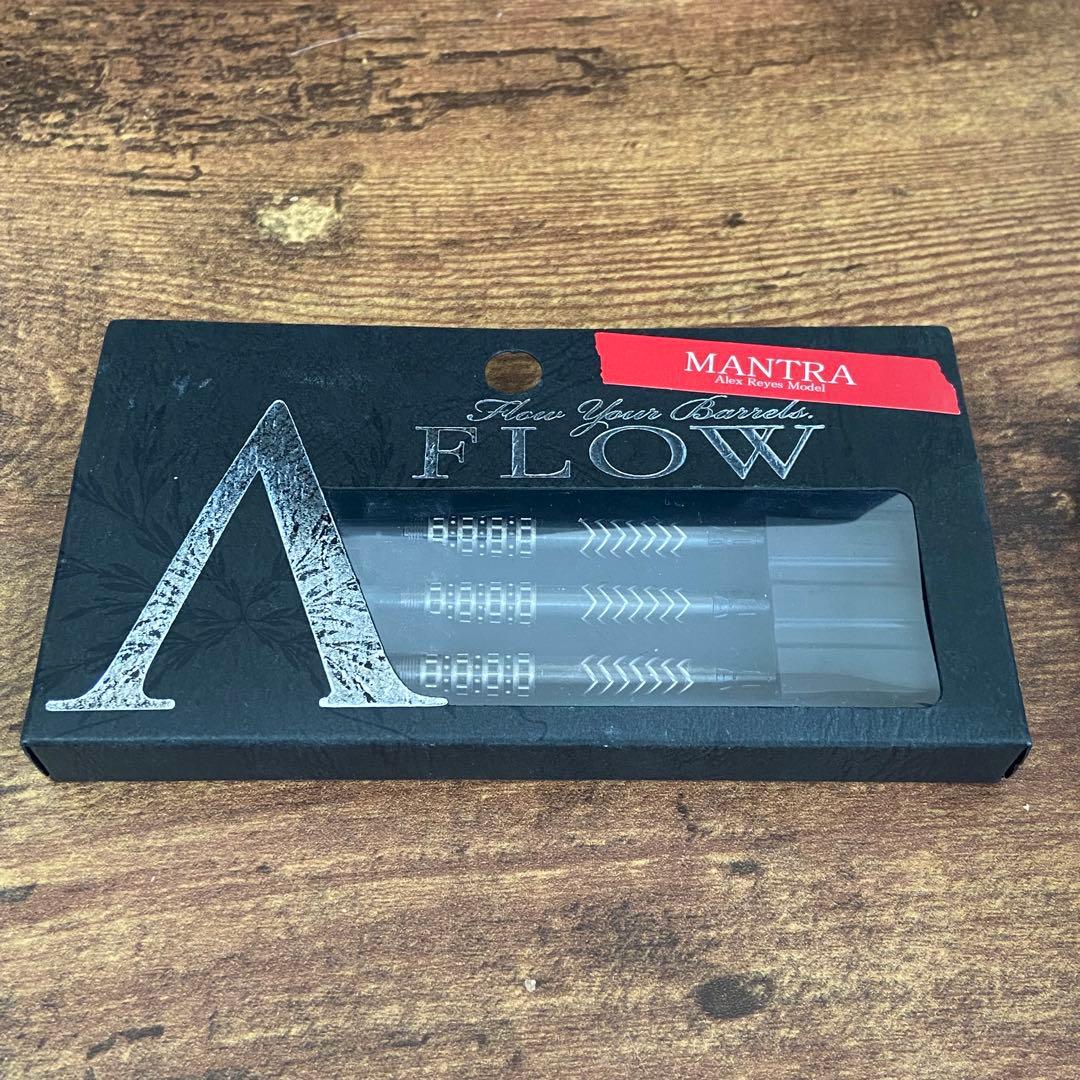 MANTRA
Alex Reyes Model
Flow Your Barrels.
A FLOW